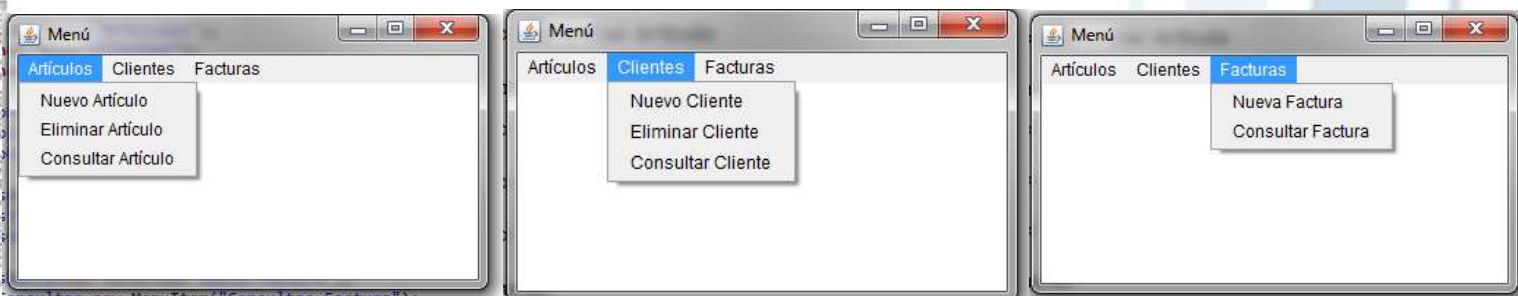 Menú
Artículos Clientes Facturas
Nuevo Artículo
Eliminar Artículo
Consultar Artículo
Menú
Artículos Clientes Facturas
Nuevo Cliente
Eliminar Cliente
Consultar Cliente
Menú
Artículos Clientes Facturas
Nueva Factura
Consultar Factura